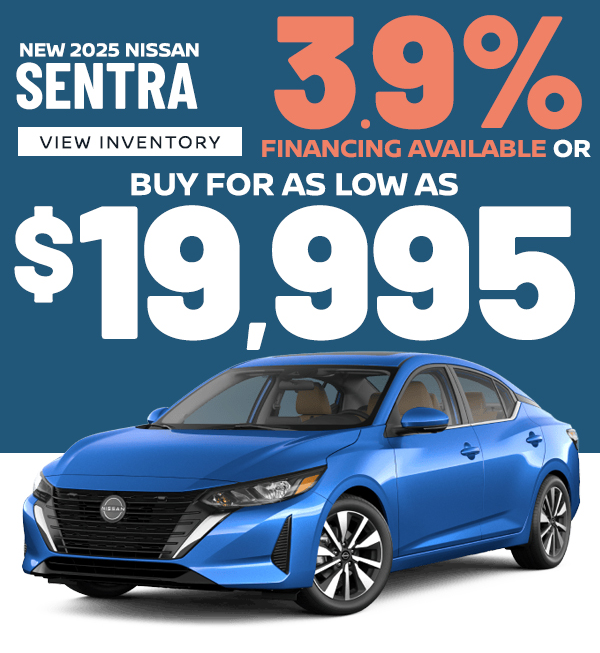 NEW 2025 NISSAN
SENTRA
VIEW INVENTORY
3.9%
FINANCING AVAILABLE OR
BUY FOR AS LOW AS
$19,995
NISSAN